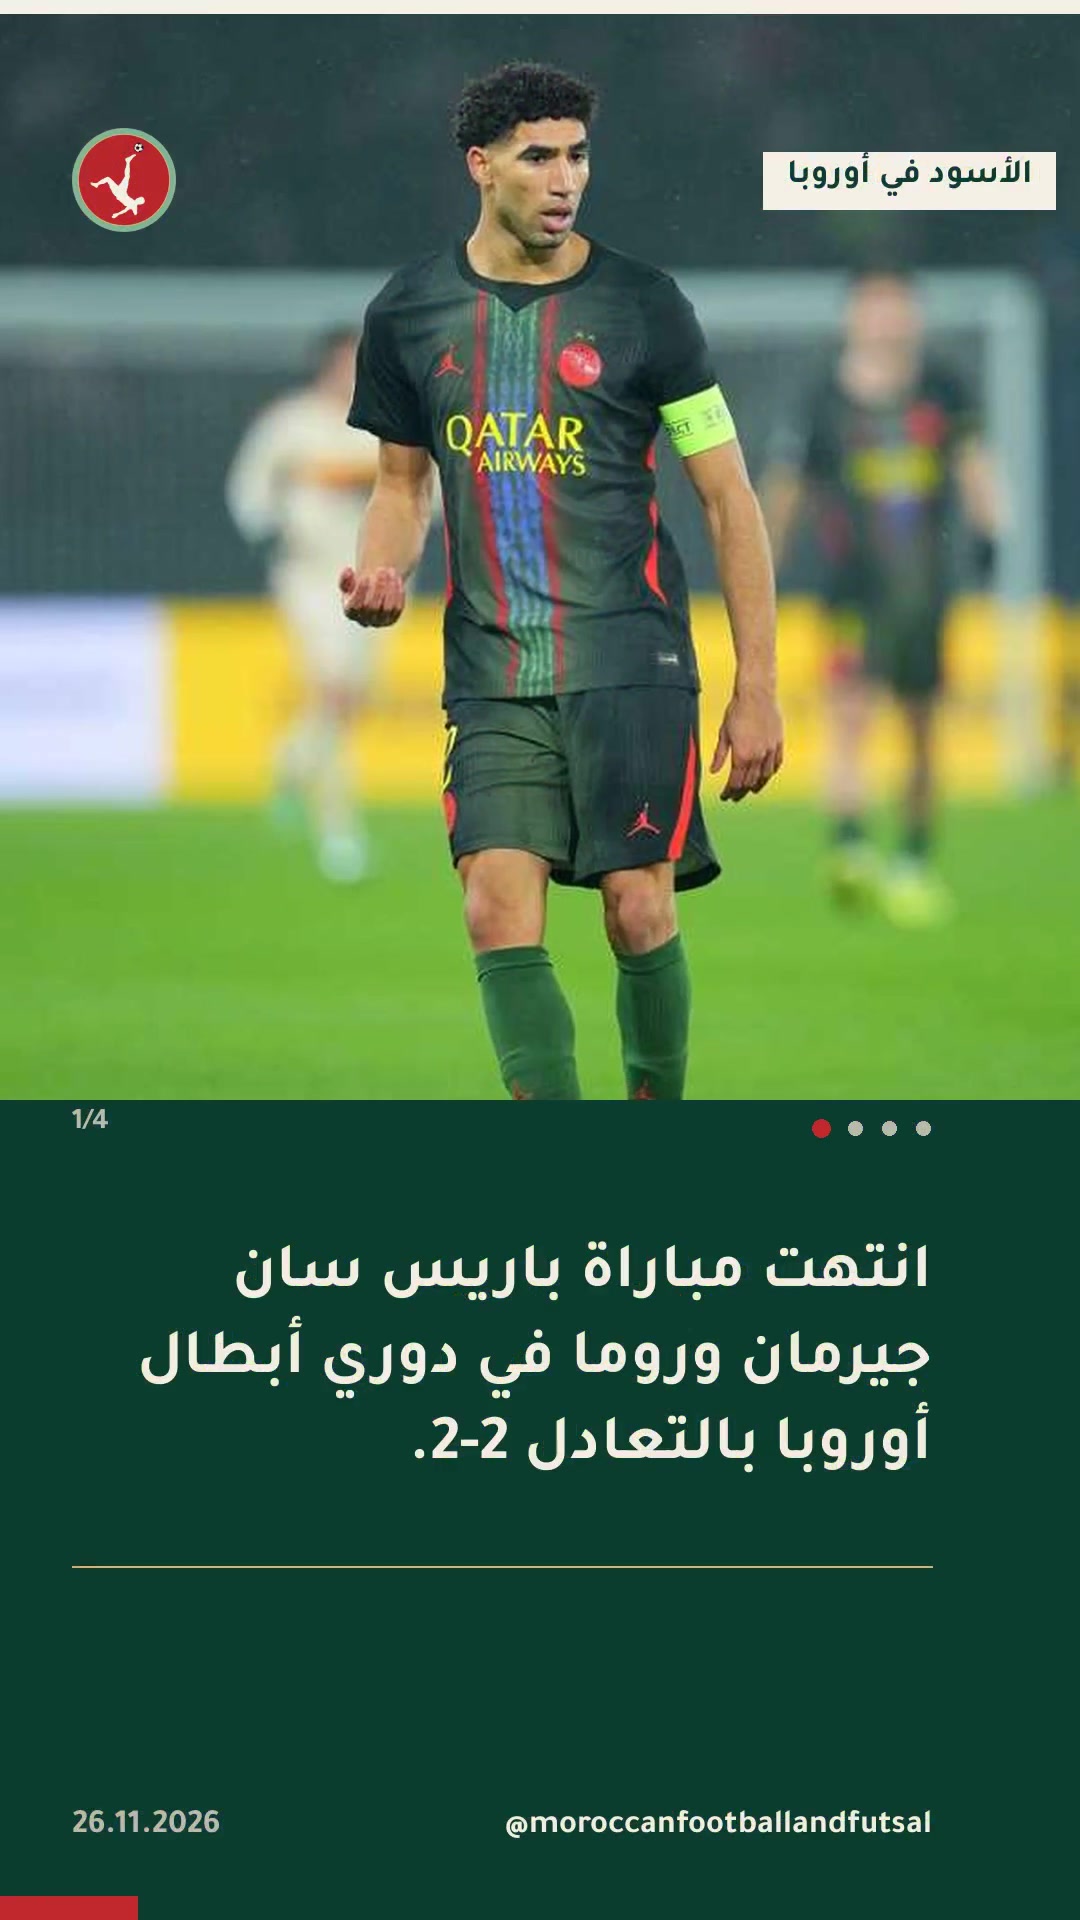 الأسود في أوروبا
QATAR
AIRWAYS
1/4
انتهت مباراة باريس سان
جيرمان وروما في دوري أبطال
أوروبا بالتعادل 2-2.
26.11.2026
@moroccanfootballandfutsal